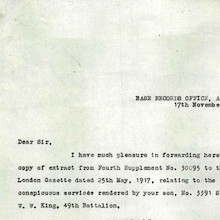 BASE RECORDS OFFICE, A
17th Novembe
Dear Sir,
I have much pleasure in forwarding here
copy of extract from Fourth Supplement No. 30095 to th
London Gazette dated 25th May, 1917, relating to the
conspicuous services rendered by your son, No. 3391 S
W. W. King, 49th Battalion.